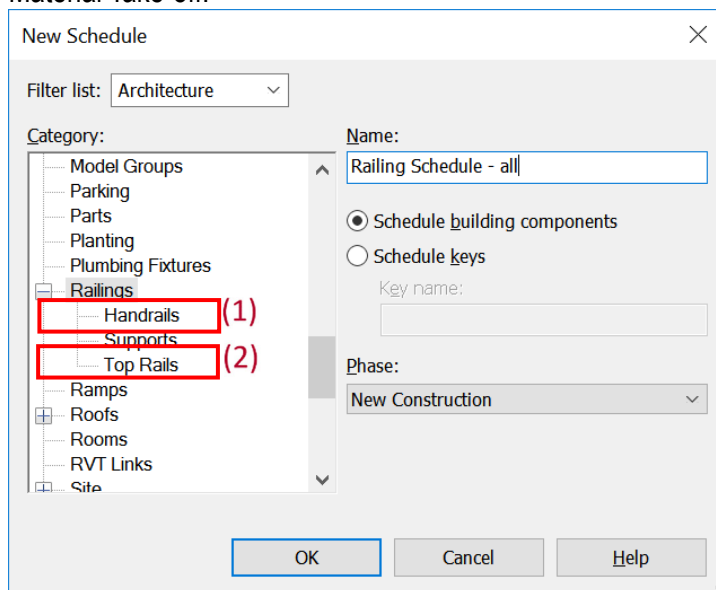 Material Take-off
New Schedule
Filter list: Architecture
Category:
Model Groups
Parking
Parts
Planting
Plumbing Fixtures
Railings
Handrails (1)
Supports
Top Rails (2)
Ramps
Roofs
Rooms
RVT Links
Site
Name:
Railing Schedule - all
Schedule building components
Schedule keys
Key name:
Phase:
New Construction
OK Cancel Help